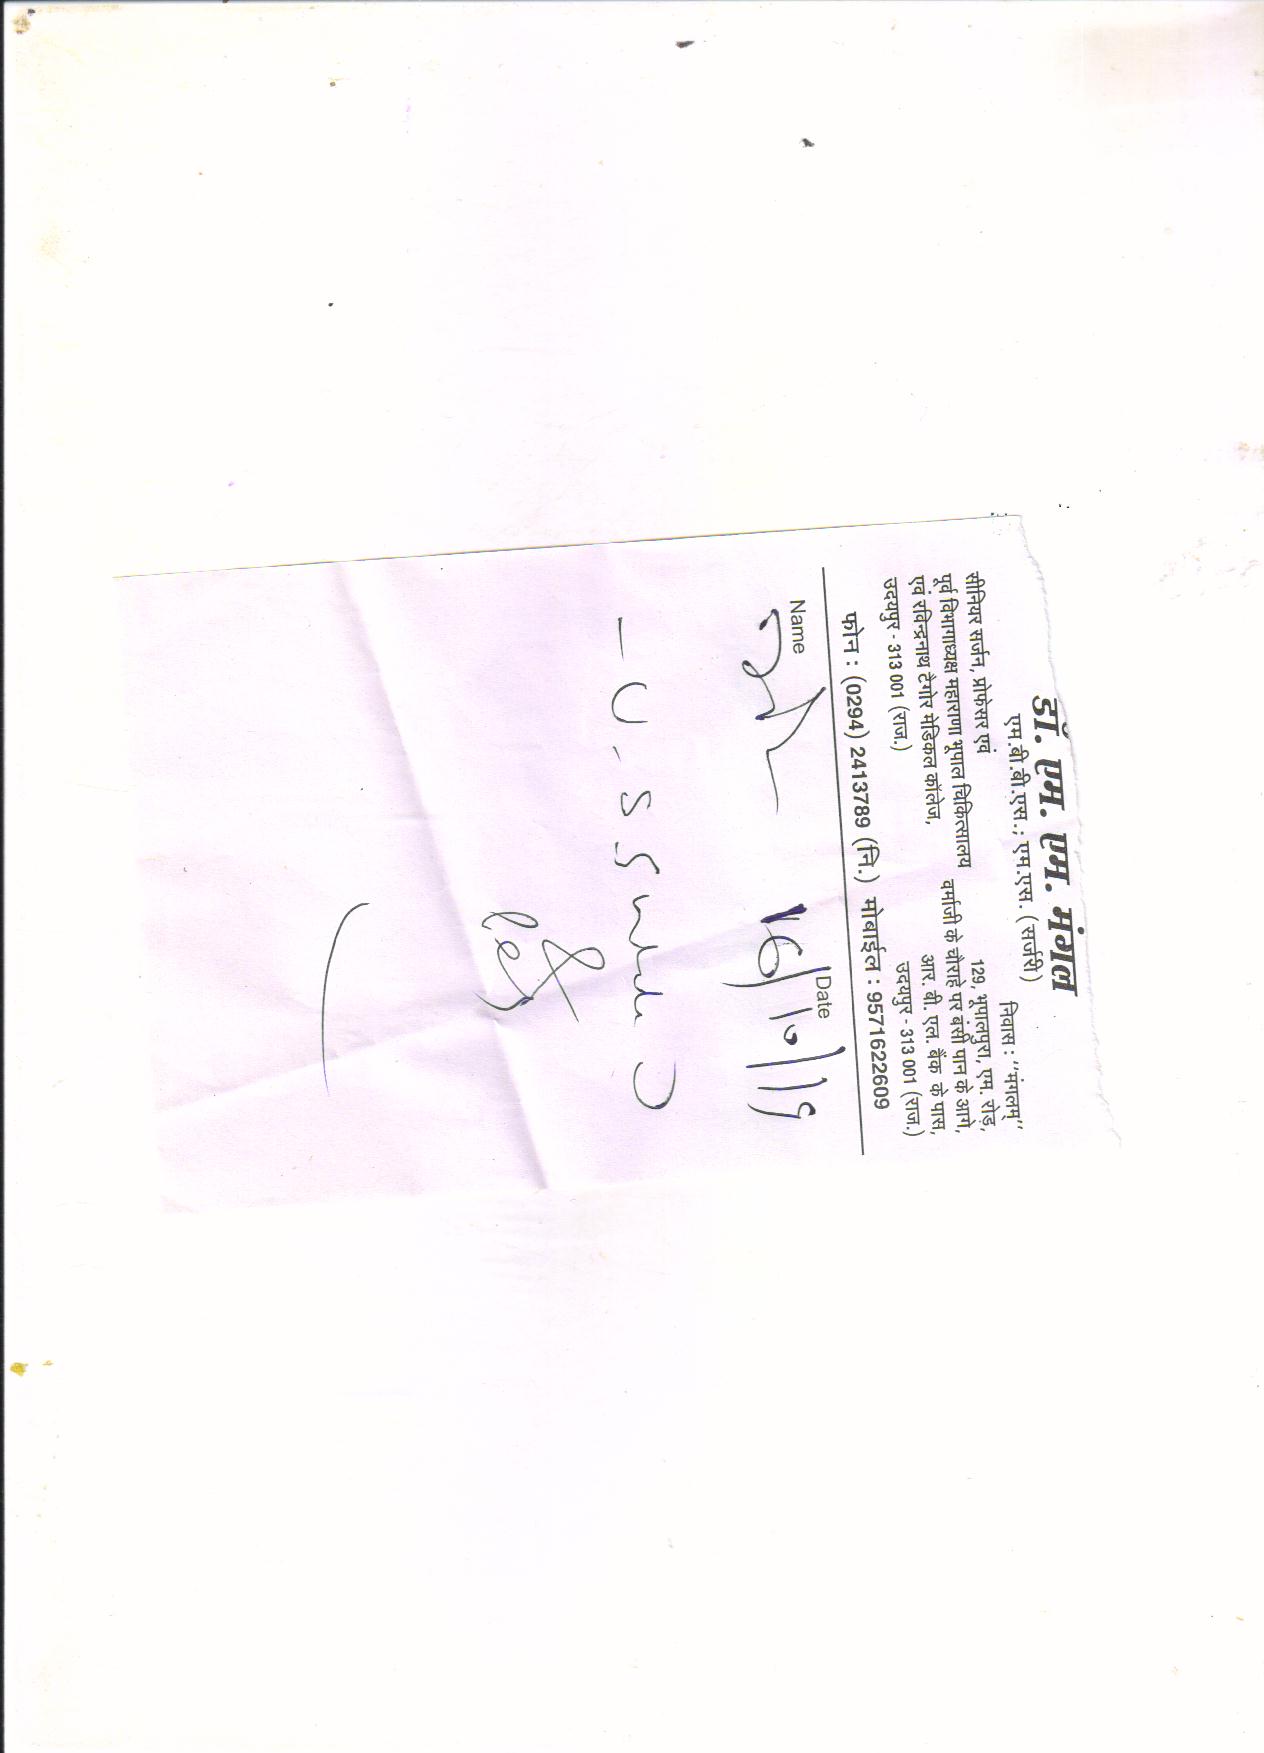 डॉ. एम. एम. मंगल
एम.बी.बी.एस.; एम.एस. (सर्जरी)
सीनियर सर्जन, प्रोफेसर एवं
पूर्व विभागाध्यक्ष महाराणा भूपाल चिकित्सालय
एवं रविन्द्रनाथ टैगोर मेडिकल कॉलेज,
उदयपुर - 313 001 (राज.)
निवास : "मंगलम्"
129, भूपालपुरा, एम. रोड़,
वर्माजी के चौराहे पर बंसी पान के आगे,
आर. बी. एल. बैंक के पास,
उदयपुर - 313 001 (राज.)
फोन : (0294) 2413789 (नि.) मोबाईल : 9571622609
Name Date
16/10/19